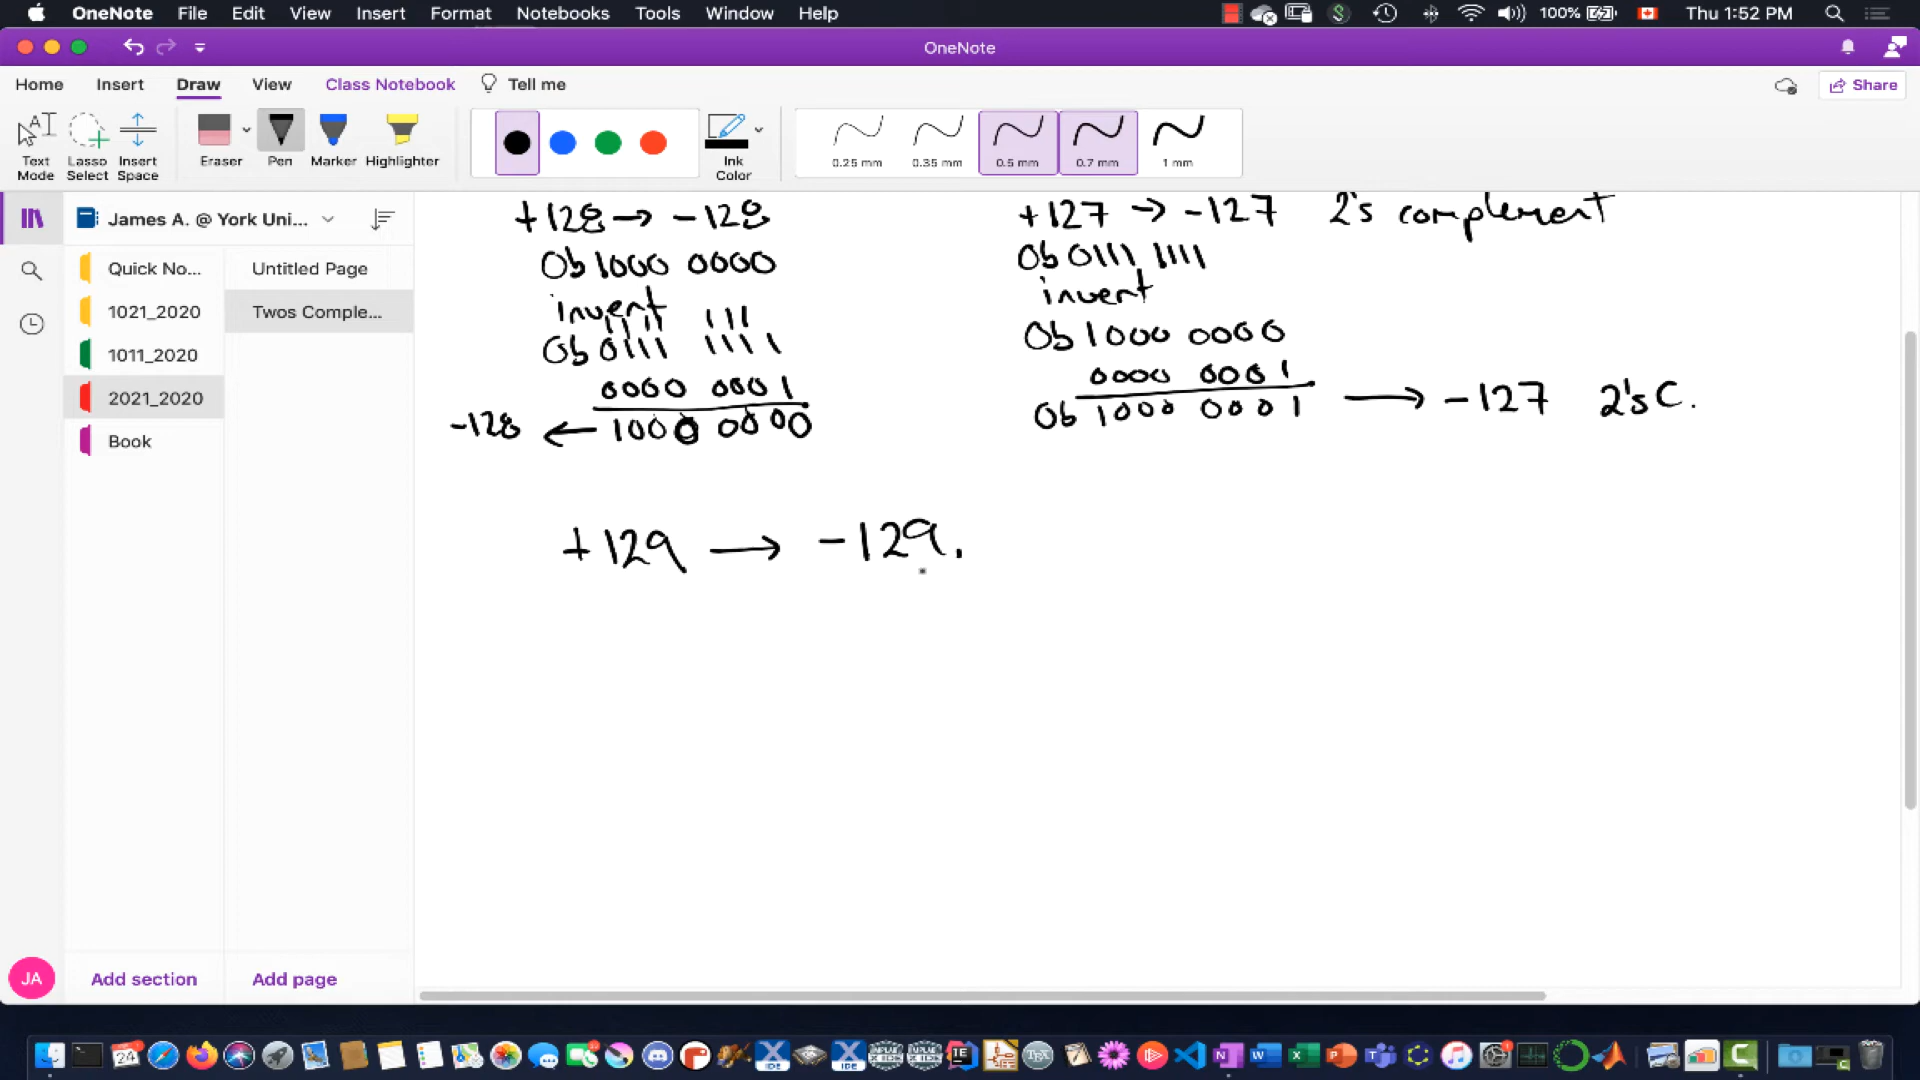 OneNote File Edit View Insert Format Notebooks Tools Window Help 100% Thu 1:52 PM
OneNote
Home Insert Draw View Class Notebook Tell me Share
Text Mode
Lasso Select
Insert Space
Eraser
Pen
Marker
Highlighter
Ink Color
0.25 mm
0.35 mm
0.5 mm
0.7 mm
1 mm
James A. @ York Uni...
Quick No...
1021_2020
1011_2020
2021_2020
Book
Untitled Page
Twos Comple...
+128 → -128
0b 1000 0000
invert
1111 111
0b 0111 1111
0000 0001
-128 ← 1000 0000
+127 → -127 2's complement
0b 0111 1111
invert
0b 1000 0000
0000 0001
0b 1000 0001 → -127 2's C.
+129 → -129.
JA
Add section
Add page